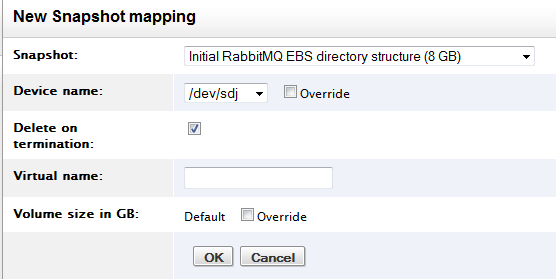 New Snapshot mapping
Snapshot: Initial RabbitMQ EBS directory structure (8 GB)
Device name: /dev/sdj Override
Delete on
termination:
Virtual name:
Volume size in GB: Default Override
OK Cancel